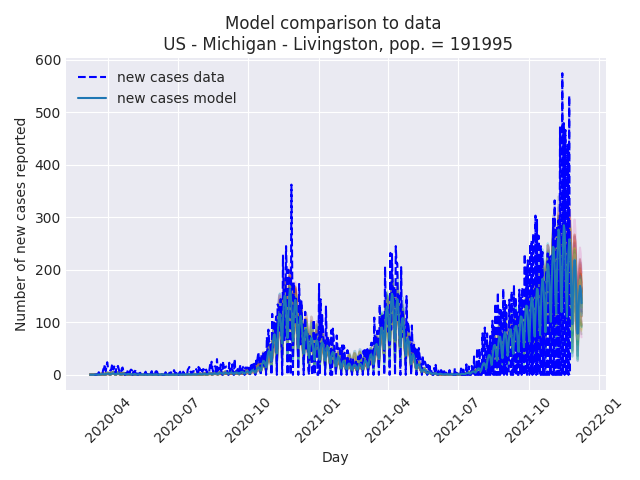 Model comparison to data
US - Michigan - Livingston, pop. = 191995
new cases data
new cases model
Number of new cases reported
600
500
400
300
200
100
0
2020-04
2020-07
2020-10
2021-01
2021-04
2021-07
2021-10
2022-01
Day